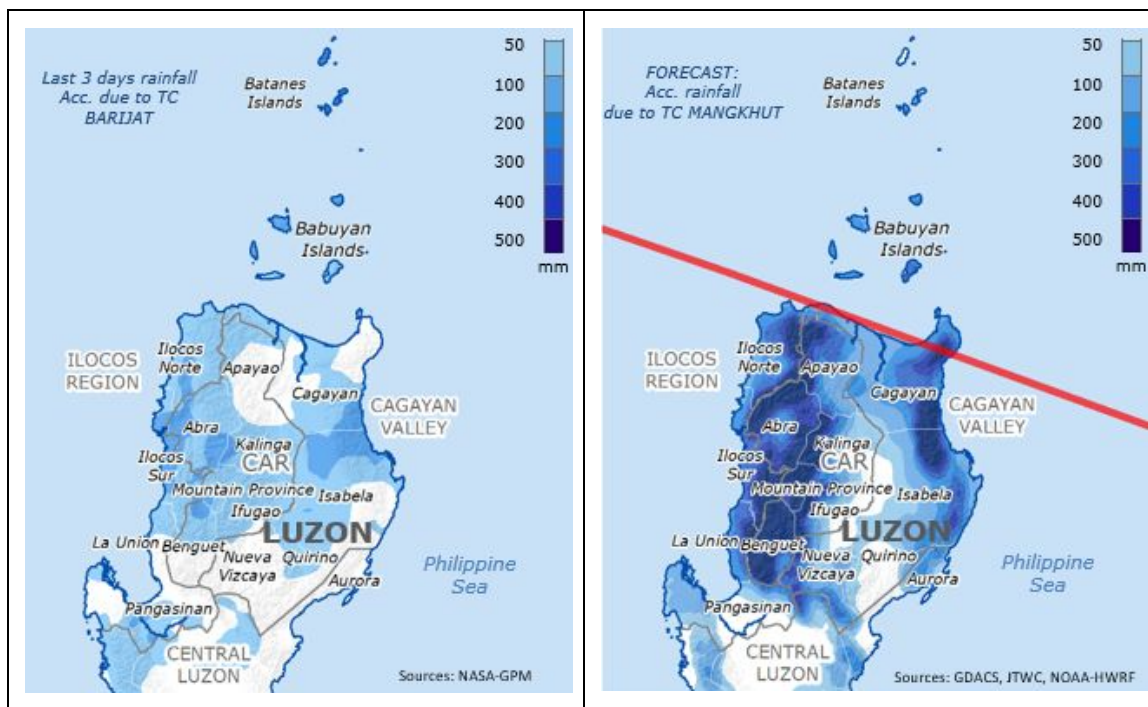 Last 3 days rainfall
Acc. due to TC
BARIJAT
Batanes
Islands
50
100
200
300
400
500
mm
Babuyan
Islands
ILOCOS
REGION
Ilocos
Norte
Apayao
Cagayan
CAGAYAN
VALLEY
Abra
Kalinga
CAR
Ilocos
Sur
Mountain Province
Ifugao
Isabela
LUZON
La Union
Benguet
Nueva
Vizcaya
Quirino
Aurora
Philippine
Sea
Pangasinan
CENTRAL
LUZON
Sources: NASA-GPM
FORECAST:
Acc. rainfall
due to TC MANGKHUT
Batanes
Islands
50
100
200
300
400
500
mm
Babuyan
Islands
ILOCOS
REGION
Ilocos
Norte
Apayao
Cagayan
CAGAYAN
VALLEY
Abra
Kalinga
CAR
Ilocos
Sur
Mountain Province
Ifugao
Isabela
LUZON
La Union
Benguet
Nueva
Vizcaya
Quirino
Aurora
Philippine
Sea
Pangasinan
CENTRAL
LUZON
Sources: GDACS, JTWC, NOAA-HWRF